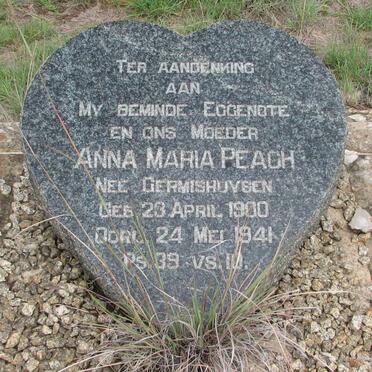 TER AANDENKING
AAN
MY BEMINDE EGGENOTE
EN ONS MOEDER
ANNA MARIA PEACH
NEE GERMISHUYSEN
GEB 23 APRIL 1900
OORL 24 MEI 1941
PS. 39 VS. 10.